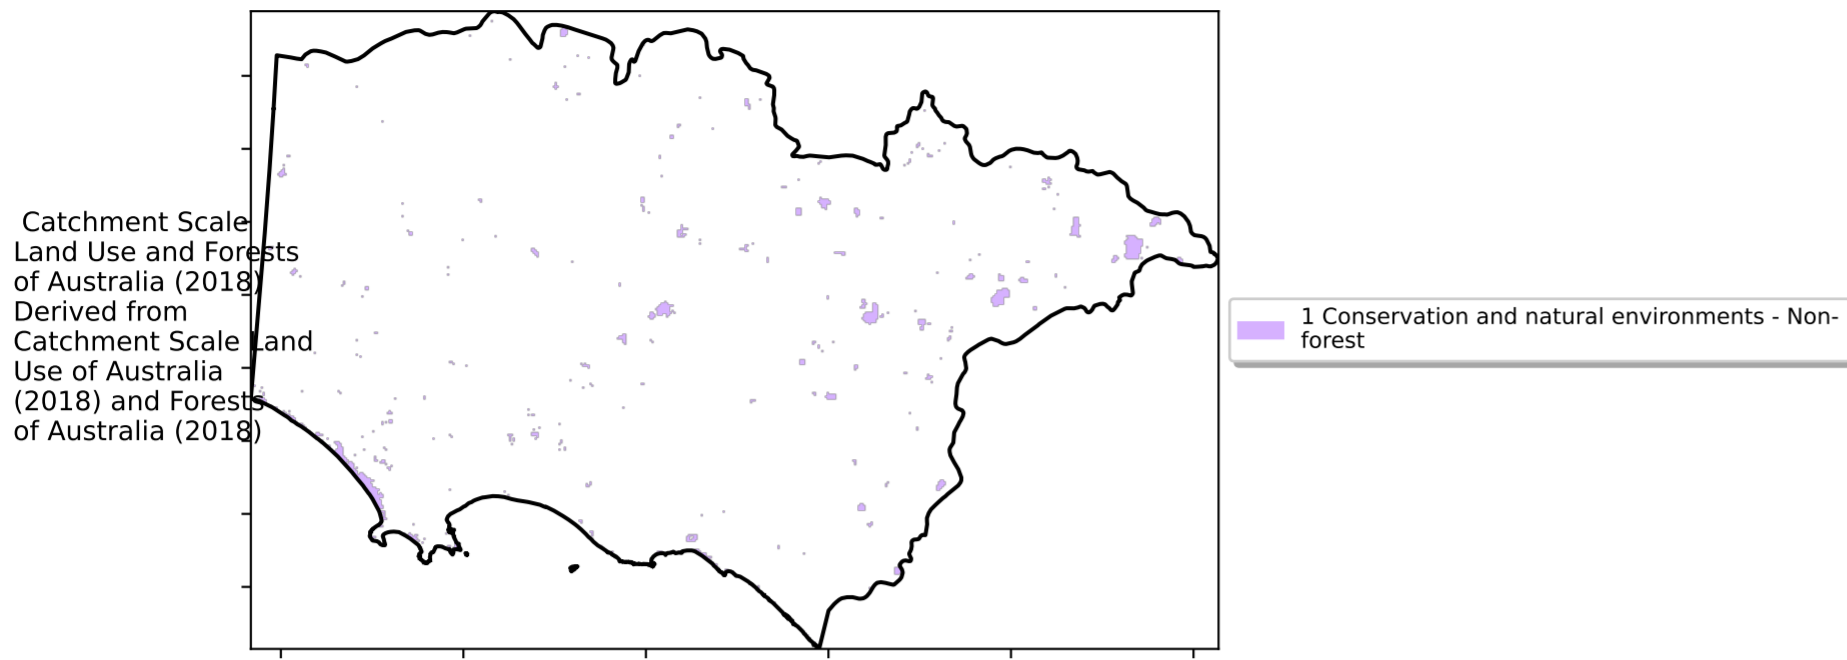 Catchment Scale
Land Use and Forests
of Australia (2018)
Derived from
Catchment Scale Land
Use of Australia
(2018) and Forests
of Australia (2018)
1 Conservation and natural environments - Non-
forest